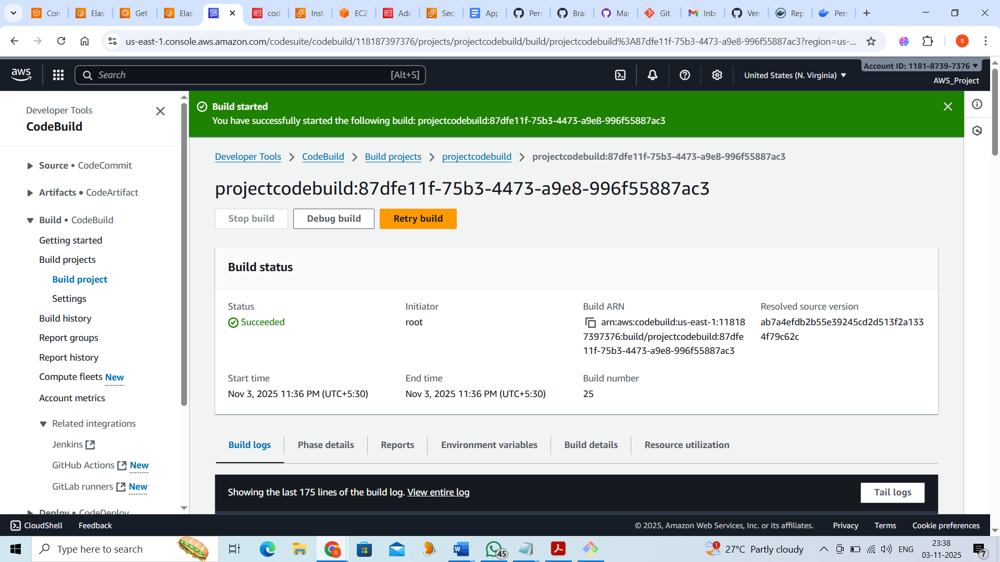 Con
Elas
Get
Elas
cod
Inst
EC2
Add
Sec
App
Pers
Brai
Mar
Git
Inbo
Ven
Rep
Pers
us-east-1.console.aws.amazon.com/codesuite/codebuild/118187397376/projects/projectcodebuild/build/projectcodebuild%3A87dfe11f-75b3-4473-a9e8-996f55887ac3?region=us-...
S
aws
Search
[Alt+S]
United States (N. Virginia)
Account ID: 1181-8739-7376
AWS_Project
Developer Tools
CodeBuild
Source • CodeCommit
Artifacts • CodeArtifact
Build • CodeBuild
Getting started
Build projects
Build project
Settings
Build history
Report groups
Report history
Compute fleets New
Account metrics
Related integrations
Jenkins
GitHub Actions New
GitLab runners New
Deploy • CodeDeploy
Build started
You have successfully started the following build: projectcodebuild:87dfe11f-75b3-4473-a9e8-996f55887ac3
Developer Tools
CodeBuild
Build projects
projectcodebuild
projectcodebuild:87dfe11f-75b3-4473-a9e8-996f55887ac3
projectcodebuild:87dfe11f-75b3-4473-a9e8-996f55887ac3
Stop build
Debug build
Retry build
Build status
Status
Succeeded
Initiator
root
Build ARN
arn:aws:codebuild:us-east-1:11818
7397376:build/projectcodebuild:87dfe
11f-75b3-4473-a9e8-996f55887ac3
Resolved source version
ab7a4efdb2b55e39245cd2d513f2a133
4f79c62c
Start time
Nov 3, 2025 11:36 PM (UTC+5:30)
End time
Nov 3, 2025 11:36 PM (UTC+5:30)
Build number
25
Build logs
Phase details
Reports
Environment variables
Build details
Resource utilization
Showing the last 175 lines of the build log. View entire log
Tail logs
CloudShell
Feedback
© 2025, Amazon Web Services, Inc. or its affiliates.
Privacy
Terms
Cookie preferences
Type here to search
45
1
27°C Partly cloudy
ENG
23:38
03-11-2025
7